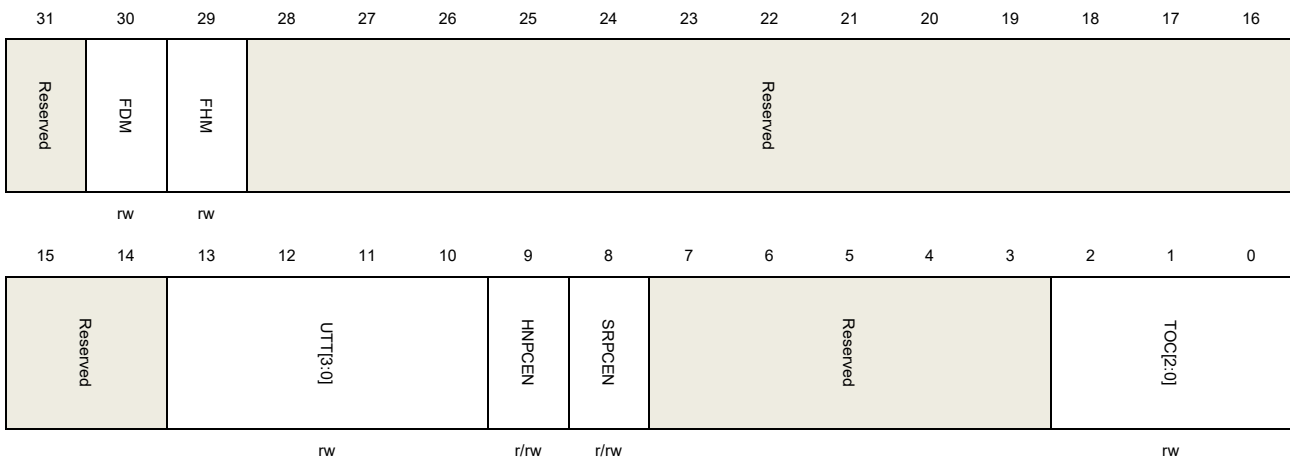 31 30 29 28 27 26 25 24 23 22 21 20 19 18 17 16
Reserved FDM FHM Reserved
rw rw
15 14 13 12 11 10 9 8 7 6 5 4 3 2 1 0
Reserved UTT[3:0] HNPCEN SRPCEN Reserved TOC[2:0]
rw r/rw r/rw rw